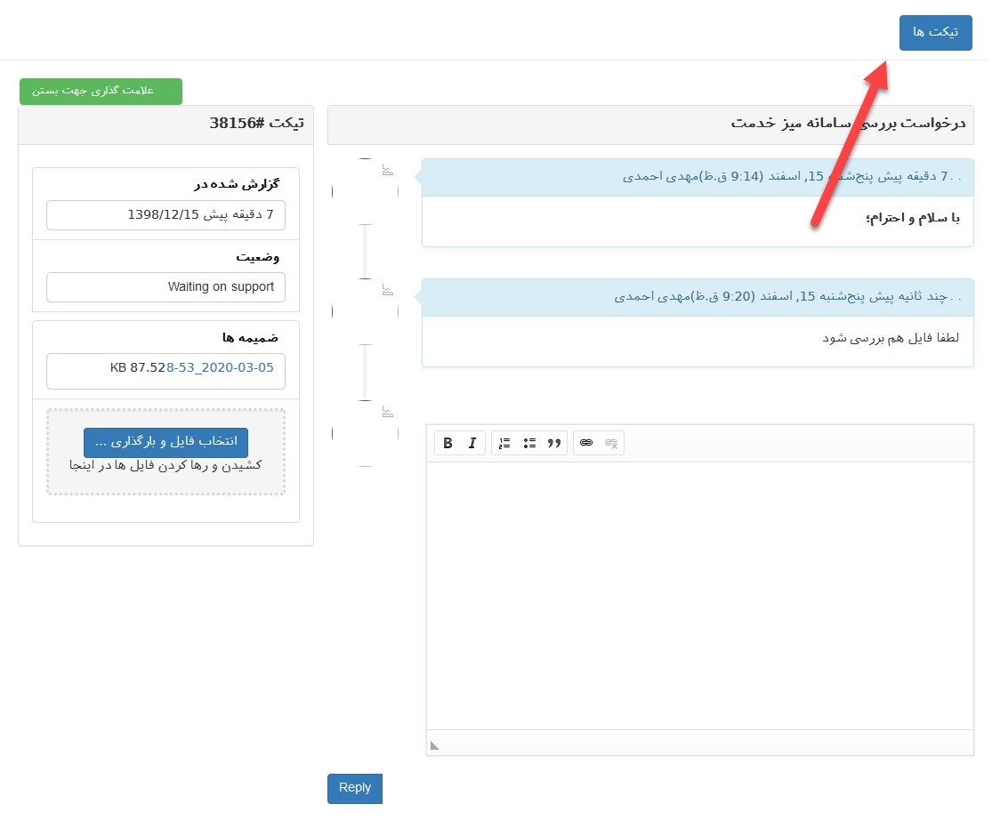 تیکت ها
علامت گذاری جهت بستن
درخواست بررسی سامانه میز خدمت
. . 7 دقیقه پیش پنج‌شنبه 15, اسفند (9:14 ق.ظ)مهدی احمدی
با سلام و احترام؛
. . چند ثانیه پیش پنج‌شنبه 15, اسفند (9:20 ق.ظ)مهدی احمدی
لطفا فایل هم بررسی شود
B I
Reply
تیکت #38156
گزارش شده در
7 دقیقه پیش 1398/12/15
وضعیت
Waiting on support
ضمیمه ها
2020-03-05_8-53 87.52 KB
انتخاب فایل و بارگذاری ...
کشیدن و رها کردن فایل ها در اینجا